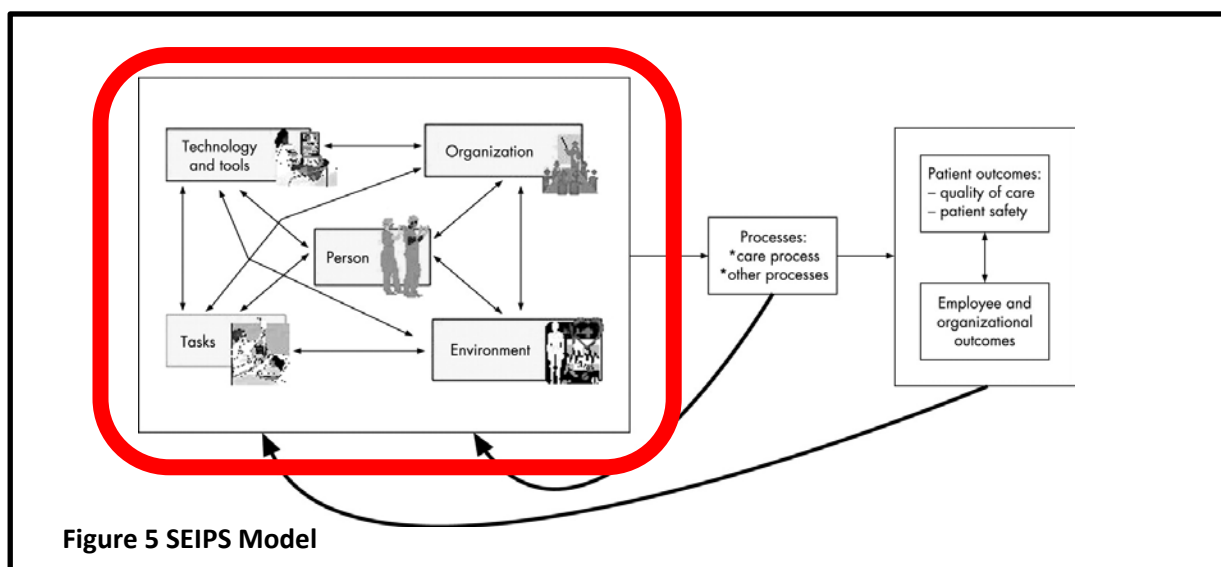 Technology
and tools
Organization
Person
Tasks
Environment
Processes:
*care process
*other processes
Patient outcomes:
– quality of care
– patient safety
Employee and
organizational
outcomes
Figure 5 SEIPS Model